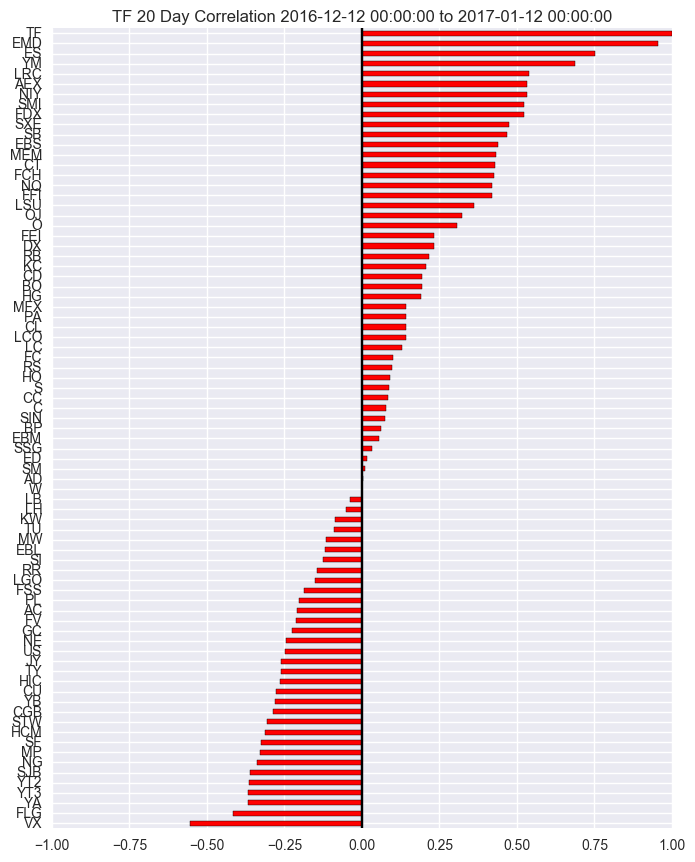 TF 20 Day Correlation 2016-12-12 00:00:00 to 2017-01-12 00:00:00
TF
EMD
ES
YM
LRC
AEX
NIY
SMI
FDX
SXE
SB
EBS
MEM
CT
FCH
NQ
FFI
LSU
OJ
O
FEI
DX
RB
KC
CD
BO
HG
MFX
PA
CL
LCO
LC
FC
RS
HO
S
CC
C
SIN
BP
EBM
SSG
ED
SM
AD
W
LB
LH
KW
TU
MW
EBL
SI
RR
LGO
FSS
PL
AC
FV
GC
NE
US
JY
TY
HIC
CU
YB
CGB
STW
HCM
SF
MP
NG
SJB
YT2
YT3
YA
FLG
VX
−1.00 −0.75 −0.50 −0.25 0.00 0.25 0.50 0.75 1.00